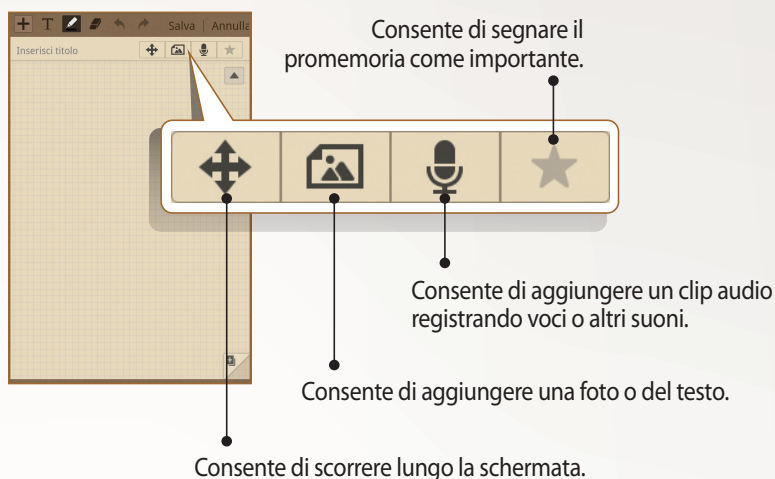 Consente di segnare il
promemoria come importante.
T Salva Annulla
Inserisci titolo
Consente di aggiungere un clip audio
registrando voci o altri suoni.
Consente di aggiungere una foto o del testo.
Consente di scorrere lungo la schermata.